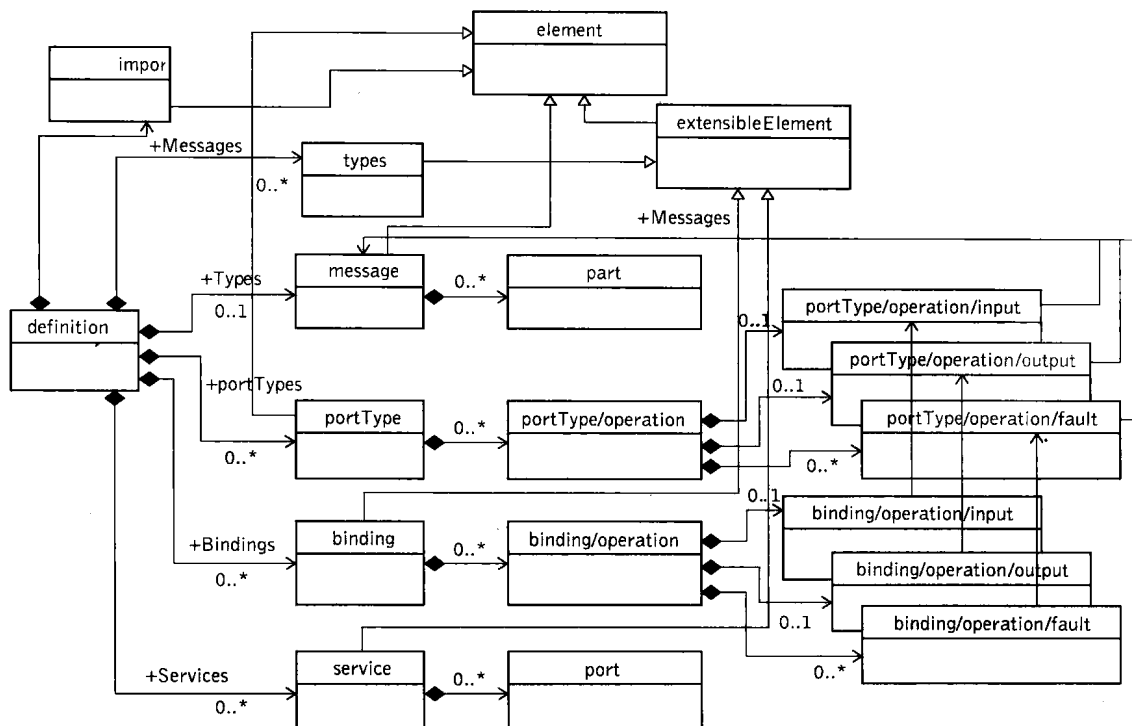 element
impor
extensibleElement
+Messages
types
0..*
+Messages
message
0..*
part
+Types
0..1
definition
portType/operation/input
0..1
portType/operation/output
+portTypes
0..1
portType
0..*
portType/operation
portType/operation/fault
0..*
0..*
0..1
binding/operation/input
binding
0..*
binding/operation
+Bindings
0..*
binding/operation/output
0..1
binding/operation/fault
service
0..*
port
0..*
+Services
0..*